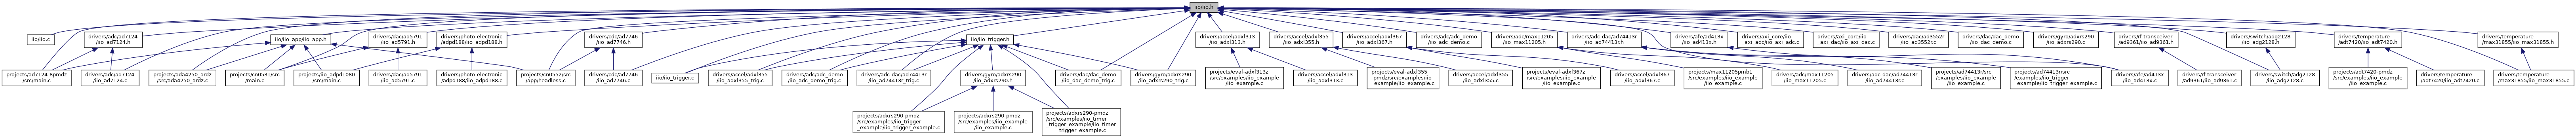 iio/iio.h
iio/iio.c
drivers/adc/ad7124
/iio_ad7124.h
iio/iio_app/iio_app.h
drivers/dac/ad5791
/iio_ad5791.h
drivers/photo-electronic
/adpd188/iio_adpd188.h
drivers/cdc/ad7746
/iio_ad7746.h
iio/iio_trigger.h
drivers/accel/adxl313
/iio_adxl313.h
drivers/accel/adxl355
/iio_adxl355.h
drivers/accel/adxl367
/iio_adxl367.h
drivers/adc/adc_demo
/iio_adc_demo.c
drivers/adc/max11205
/iio_max11205.h
drivers/adc-dac/ad74413r
/iio_ad74413r.h
drivers/afe/ad413x
/iio_ad413x.h
drivers/axi_core/iio
_axi_adc/iio_axi_adc.c
drivers/axi_core/iio
_axi_dac/iio_axi_dac.c
drivers/dac/ad3552r
/iio_ad3552r.c
drivers/dac/dac_demo
/iio_dac_demo.c
drivers/gyro/adxrs290
/iio_adxrs290.c
drivers/rf-transceiver
/ad9361/iio_ad9361.h
drivers/switch/adg2128
/iio_adg2128.h
drivers/temperature
/adt7420/iio_adt7420.h
drivers/temperature
/max31855/iio_max31855.h
projects/ad7124-8pmdz
/src/main.c
drivers/adc/ad7124
/iio_ad7124.c
projects/ada4250_ardz
/src/ada4250_ardz.c
projects/cn0531/src
/main.c
projects/iio_adpd1080
/src/main.c
drivers/dac/ad5791
/iio_ad5791.c
drivers/photo-electronic
/adpd188/iio_adpd188.c
projects/cn0552/src
/app/headless.c
drivers/cdc/ad7746
/iio_ad7746.c
iio/iio_trigger.c
drivers/accel/adxl355
/iio_adxl355_trig.c
drivers/adc/adc_demo
/iio_adc_demo_trig.c
drivers/adc-dac/ad74413r
/iio_ad74413r_trig.c
drivers/gyro/adxrs290
/iio_adxrs290.h
drivers/dac/dac_demo
/iio_dac_demo_trig.c
drivers/gyro/adxrs290
/iio_adxrs290_trig.c
projects/eval-adxl313z
/src/examples/iio_example
/iio_example.c
drivers/accel/adxl313
/iio_adxl313.c
projects/eval-adxl355
-pmdz/src/examples/iio
_example/iio_example.c
drivers/accel/adxl355
/iio_adxl355.c
projects/eval-adxl367z
/src/examples/iio_example
/iio_example.c
drivers/accel/adxl367
/iio_adxl367.c
projects/max11205pmb1
/src/examples/iio_example
/iio_example.c
drivers/adc/max11205
/iio_max11205.c
drivers/adc-dac/ad74413r
/iio_ad74413r.c
projects/ad74413r/src
/examples/iio_example
/iio_example.c
projects/ad74413r/src
/examples/iio_trigger
_example/iio_trigger_example.c
drivers/afe/ad413x
/iio_ad413x.c
drivers/rf-transceiver
/ad9361/iio_ad9361.c
drivers/switch/adg2128
/iio_adg2128.c
projects/adt7420-pmdz
/src/examples/iio_example
/iio_example.c
drivers/temperature
/adt7420/iio_adt7420.c
drivers/temperature
/max31855/iio_max31855.c
projects/adxrs290-pmdz
/src/examples/iio_trigger
_example/iio_trigger_example.c
projects/adxrs290-pmdz
/src/examples/iio_example
/iio_example.c
projects/adxrs290-pmdz
/src/examples/iio_timer
_trigger_example/iio_timer
_trigger_example.c